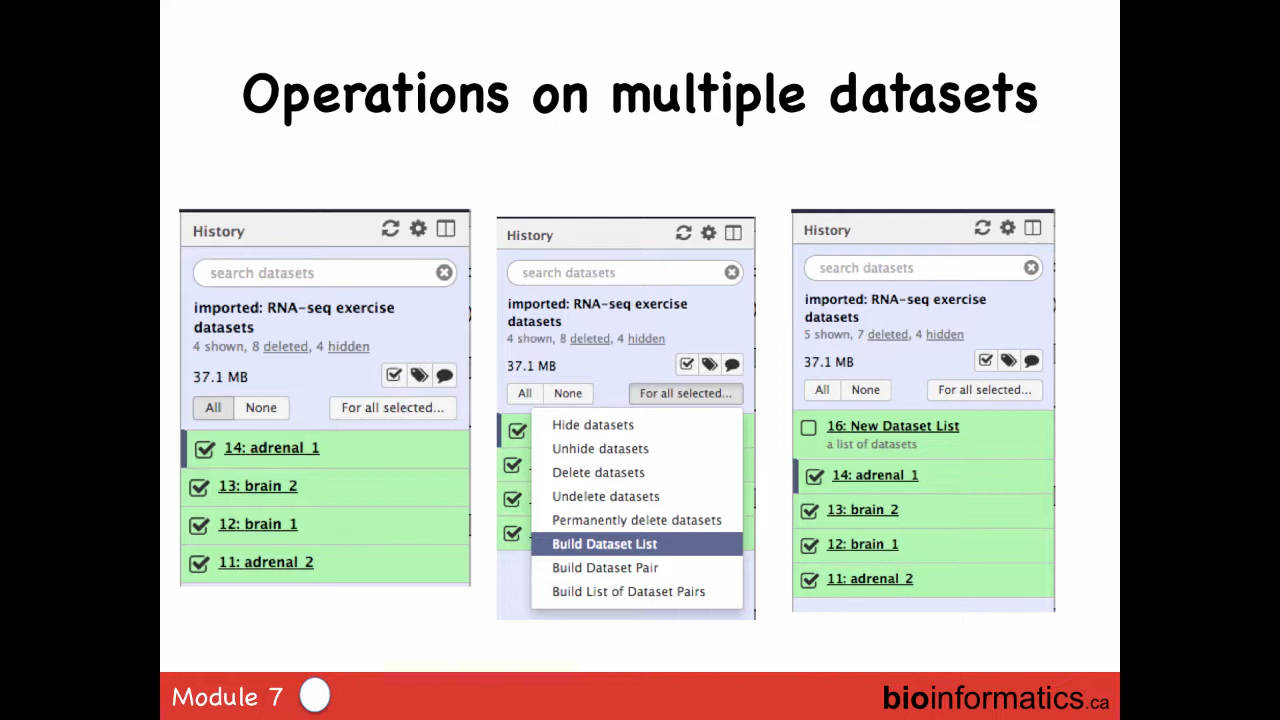 Operations on multiple datasets
History
search datasets
imported: RNA-seq exercise
datasets
4 shown, 8 deleted, 4 hidden
37.1 MB
All
None
For all selected...
14: adrenal_1
13: brain_2
12: brain_1
11: adrenal_2
History
search datasets
imported: RNA-seq exercise
datasets
4 shown, 8 deleted, 4 hidden
37.1 MB
All
None
For all selected...
Hide datasets
Unhide datasets
Delete datasets
Undelete datasets
Permanently delete datasets
Build Dataset List
Build Dataset Pair
Build List of Dataset Pairs
History
search datasets
imported: RNA-seq exercise
datasets
5 shown, 7 deleted, 4 hidden
37.1 MB
All
None
For all selected...
16: New Dataset List
a list of datasets
14: adrenal_1
13: brain_2
12: brain_1
11: adrenal_2
Module 7
bioinformatics.ca